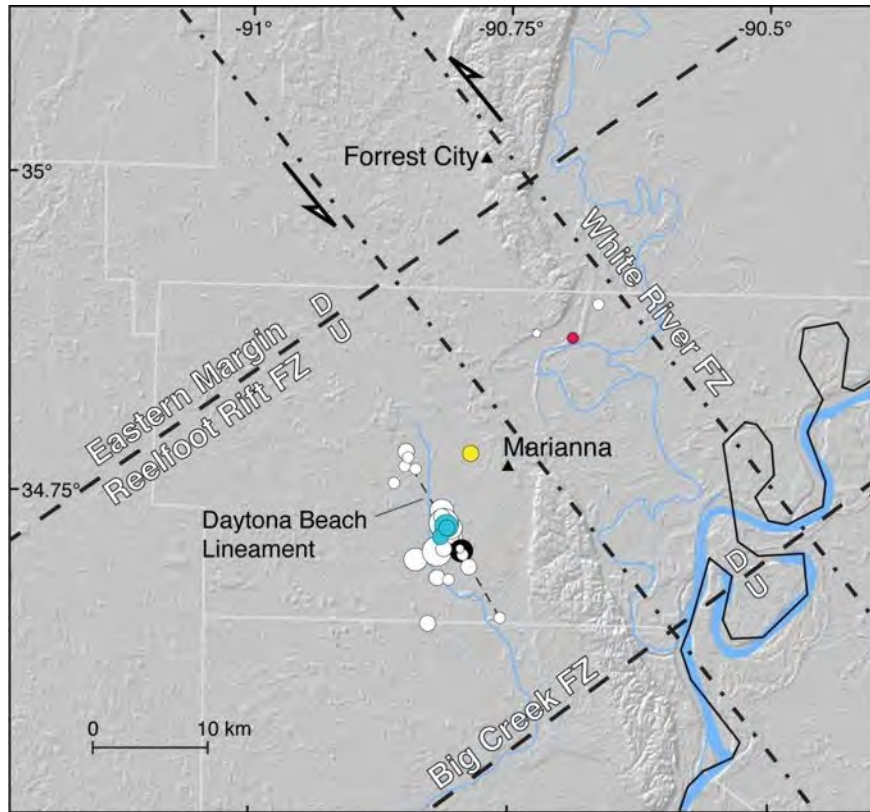 -91°
-90.75°
-90.5°
Forrest City
35°
White River FZ
D
U
Eastern Margin
Reelfoot Rift FZ
Marianna
34.75°
Daytona Beach
Lineament
D
U
Big Creek FZ
0 10 km